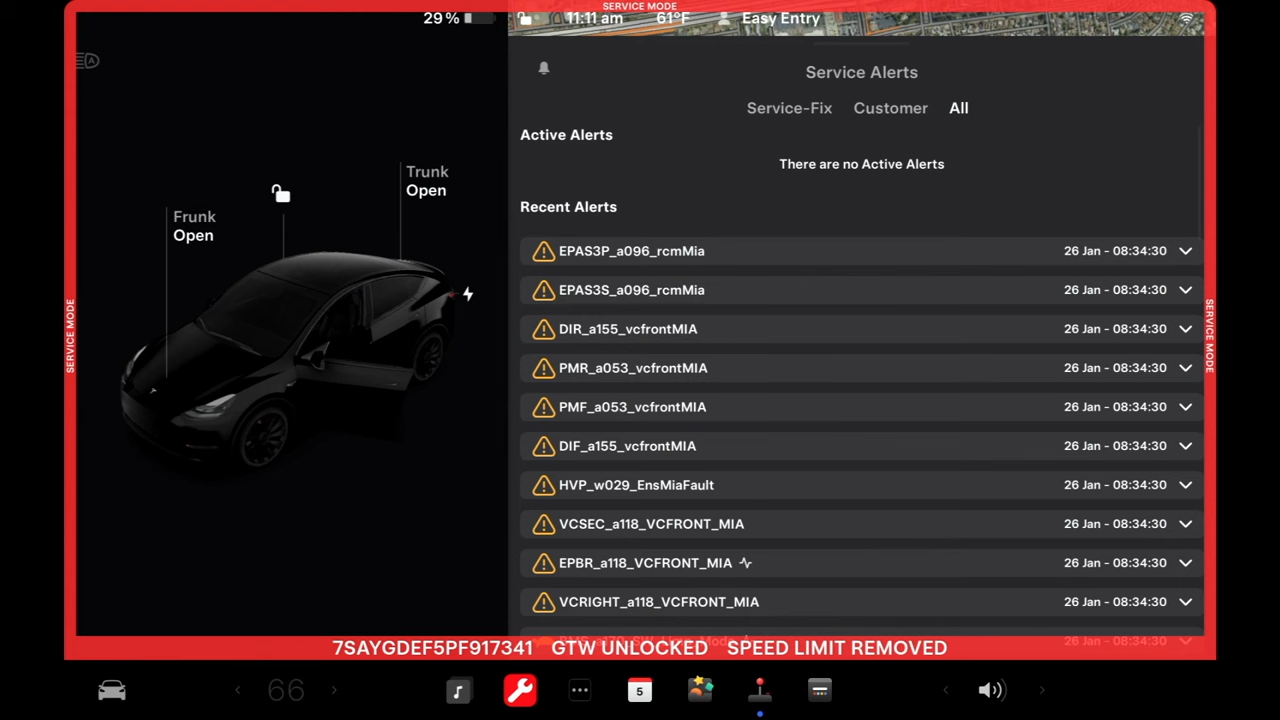 SERVICE MODE
29 %
11:11 am
61°F
Easy Entry
A
Service Alerts
Service-Fix
Customer
All
Active Alerts
There are no Active Alerts
Recent Alerts
Trunk
Open
Frunk
Open
EPAS3P_a096_rcmMia 26 Jan - 08:34:30
EPAS3S_a096_rcmMia 26 Jan - 08:34:30
DIR_a155_vcfrontMIA 26 Jan - 08:34:30
PMR_a053_vcfrontMIA 26 Jan - 08:34:30
PMF_a053_vcfrontMIA 26 Jan - 08:34:30
DIF_a155_vcfrontMIA 26 Jan - 08:34:30
HVP_w029_EnsMiaFault 26 Jan - 08:34:30
VCSEC_a118_VCFRONT_MIA 26 Jan - 08:34:30
EPBR_a118_VCFRONT_MIA 26 Jan - 08:34:30
VCRIGHT_a118_VCFRONT_MIA 26 Jan - 08:34:30
26 Jan - 08:34:30
SERVICE MODE
SERVICE MODE
7SAYGDEF5PF917341 GTW UNLOCKED SPEED LIMIT REMOVED
66
5